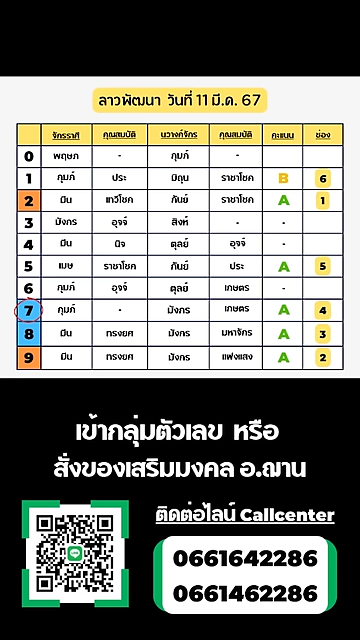 ลาวพัฒนา วันที่ 11 มี.ค. 67
จักรราศี คุณสมบัติ นวางค์จักร คุณสมบัติ คะแนน ช่อง
0 พฤษภ - กุมภ์ -
1 กุมภ์ ประ มิถุน ราชาโชค B 6
2 มีน เทวีโชค กันย์ ราชาโชค A 1
3 มังกร อุจจ์ สิงห์ - -
4 มีน นิจ ตุลย์ อุจจ์ -
5 เมษ ราชาโชค กันย์ ประ A 5
6 กุมภ์ อุจจ์ ตุลย์ เกษตร -
7 กุมภ์ - มังกร เกษตร A 4
8 มีน ทรงยศ มังกร มหาจักร A 3
9 มีน ทรงยศ มังกร แฝงแสง A 2
เข้ากลุ่มตัวเลข หรือ
สั่งของเสริมมงคล อ.ฌาน
ติดต่อไลน์ Callcenter
0661642286
0661462286
LINE